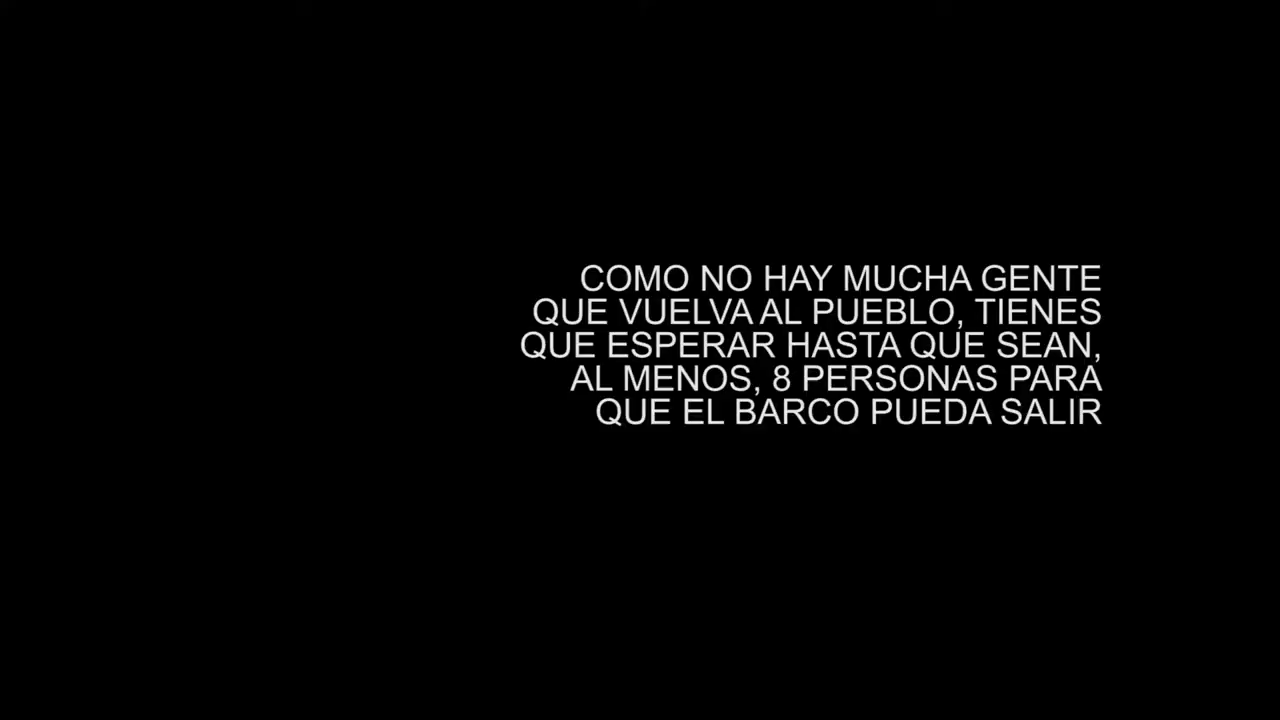 COMO NO HAY MUCHA GENTE
QUE VUELVA AL PUEBLO, TIENES
QUE ESPERAR HASTA QUE SEAN,
AL MENOS, 8 PERSONAS PARA
QUE EL BARCO PUEDA SALIR